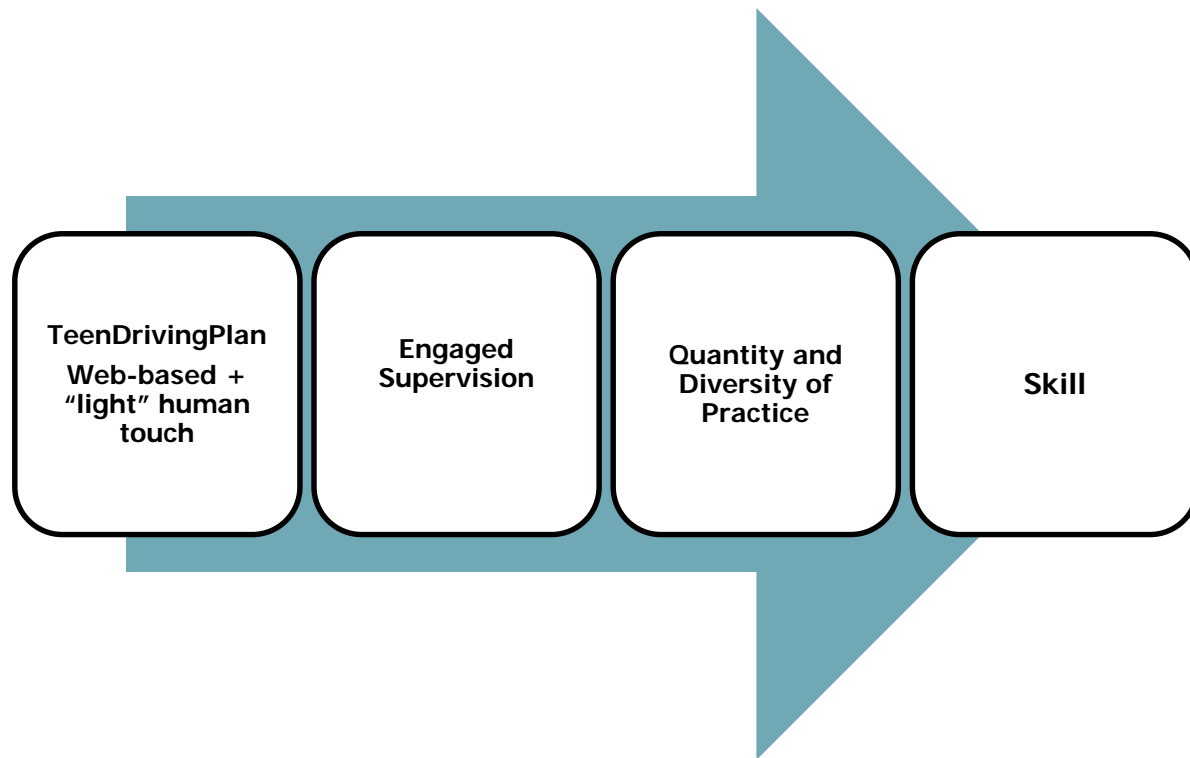 TeenDrivingPlan
Web-based +
“light” human
touch
Engaged
Supervision
Quantity and
Diversity of
Practice
Skill